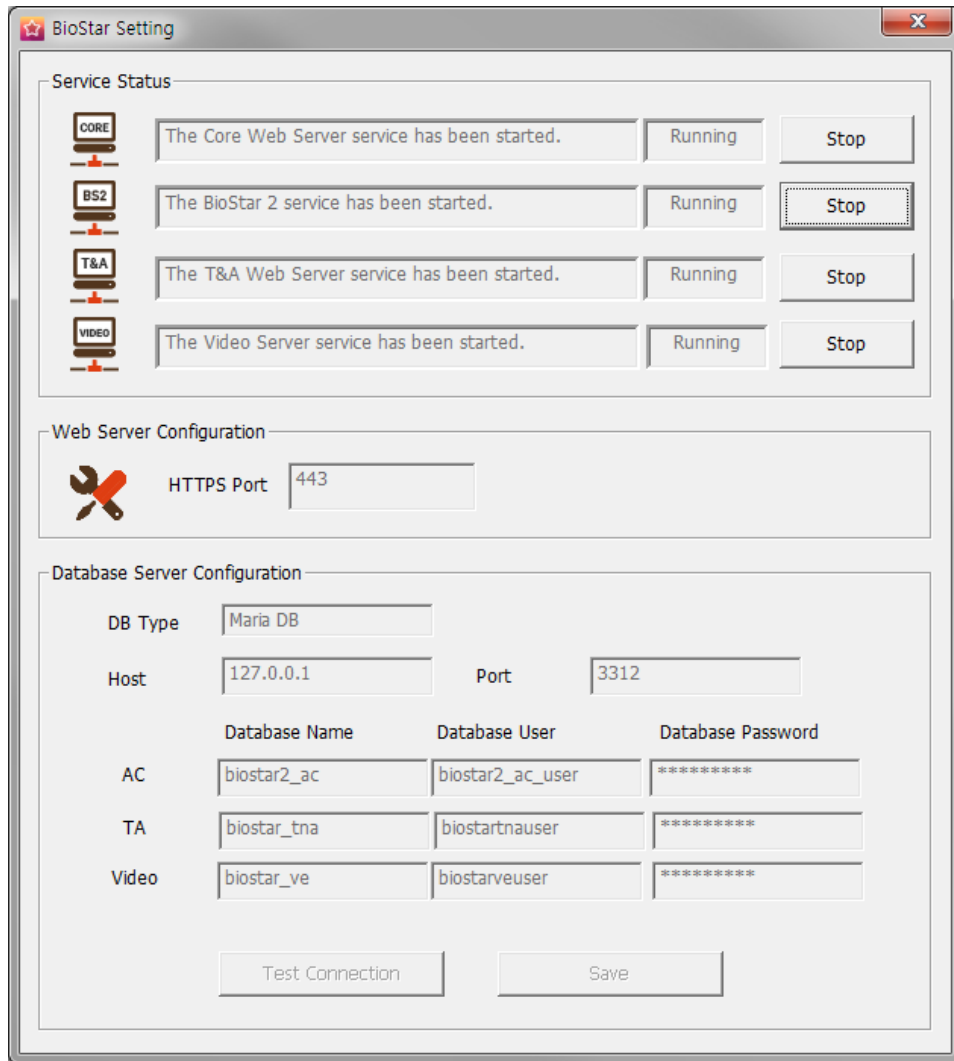 BioStar Setting
Service Status
CORE The Core Web Server service has been started. Running Stop
BS2 The BioStar 2 service has been started. Running Stop
T&A The T&A Web Server service has been started. Running Stop
VIDEO The Video Server service has been started. Running Stop
Web Server Configuration
HTTPS Port 443
Database Server Configuration
DB Type Maria DB
Host 127.0.0.1 Port 3312
Database Name Database User Database Password
AC biostar2_ac biostar2_ac_user *********
TA biostar_tna biostartnauser *********
Video biostar_ve biostarveuser *********
Test Connection Save